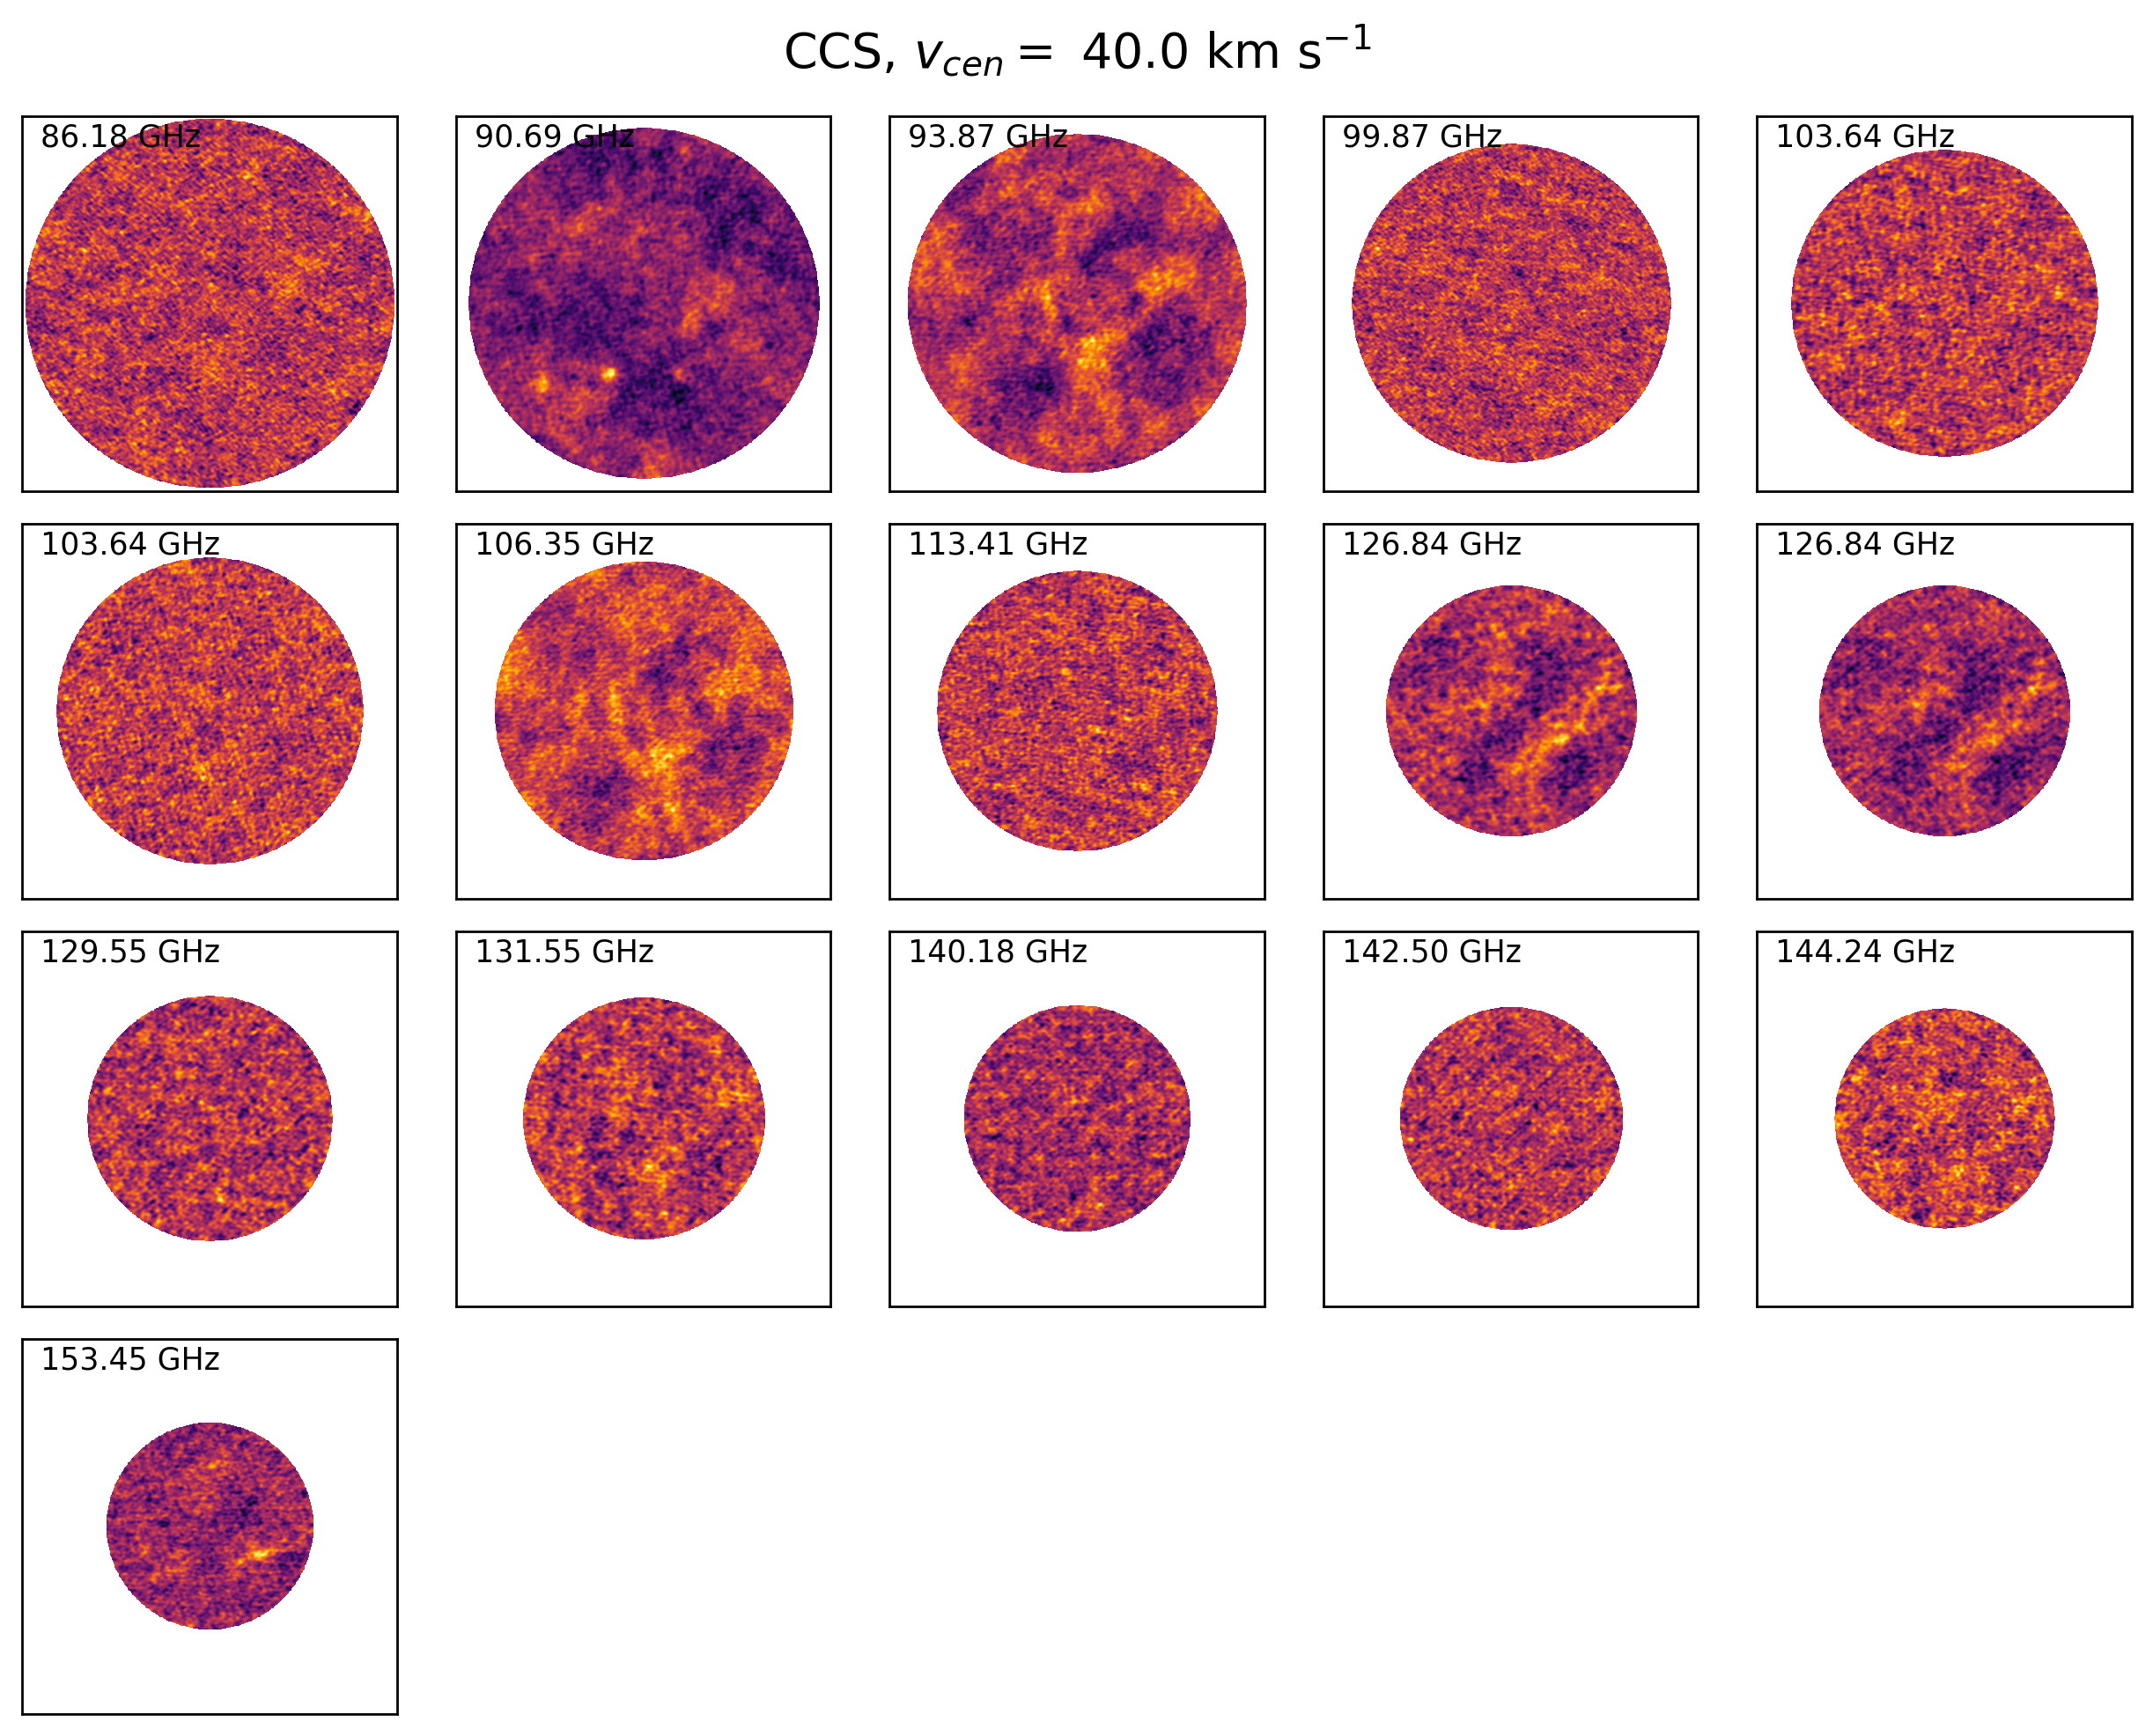 CCS, v_cen = 40.0 km s^−1
86.18 GHz
90.69 GHz
93.87 GHz
99.87 GHz
103.64 GHz
103.64 GHz
106.35 GHz
113.41 GHz
126.84 GHz
126.84 GHz
129.55 GHz
131.55 GHz
140.18 GHz
142.50 GHz
144.24 GHz
153.45 GHz